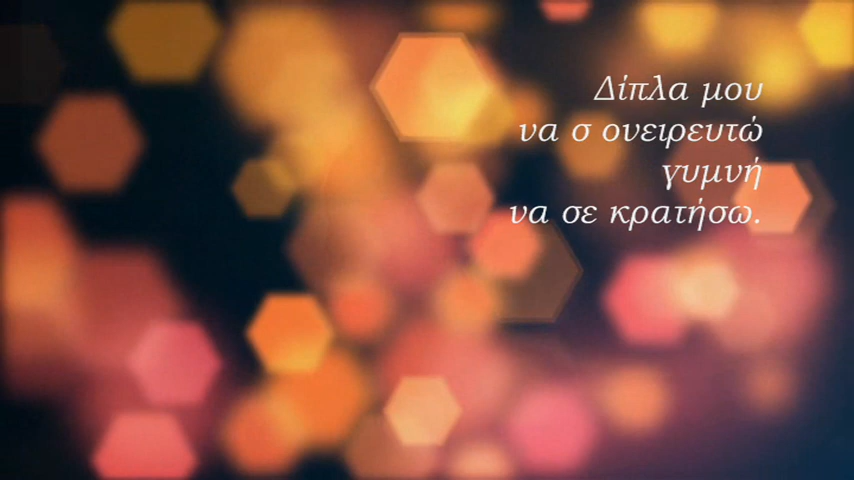 Δίπλα μου
να σ ονειρευτώ
γυμνή
να σε κρατήσω.